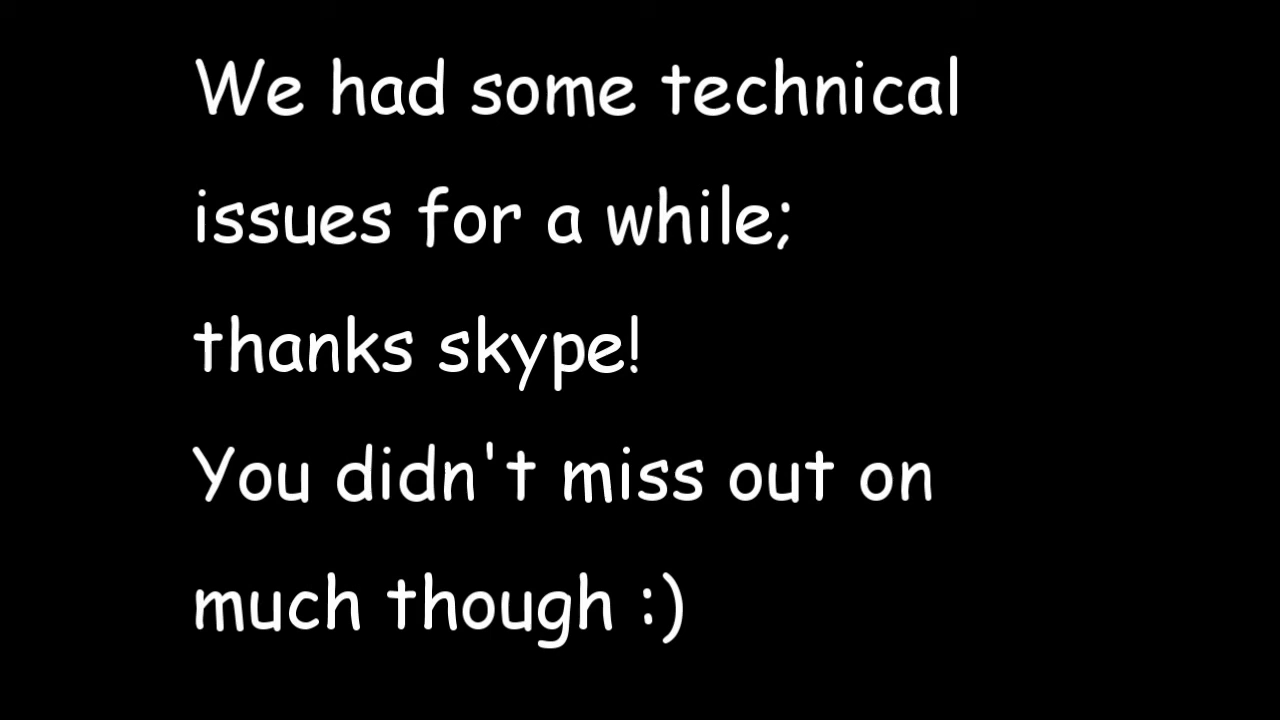 We had some technical
issues for a while;
thanks skype!
You didn't miss out on
much though :)